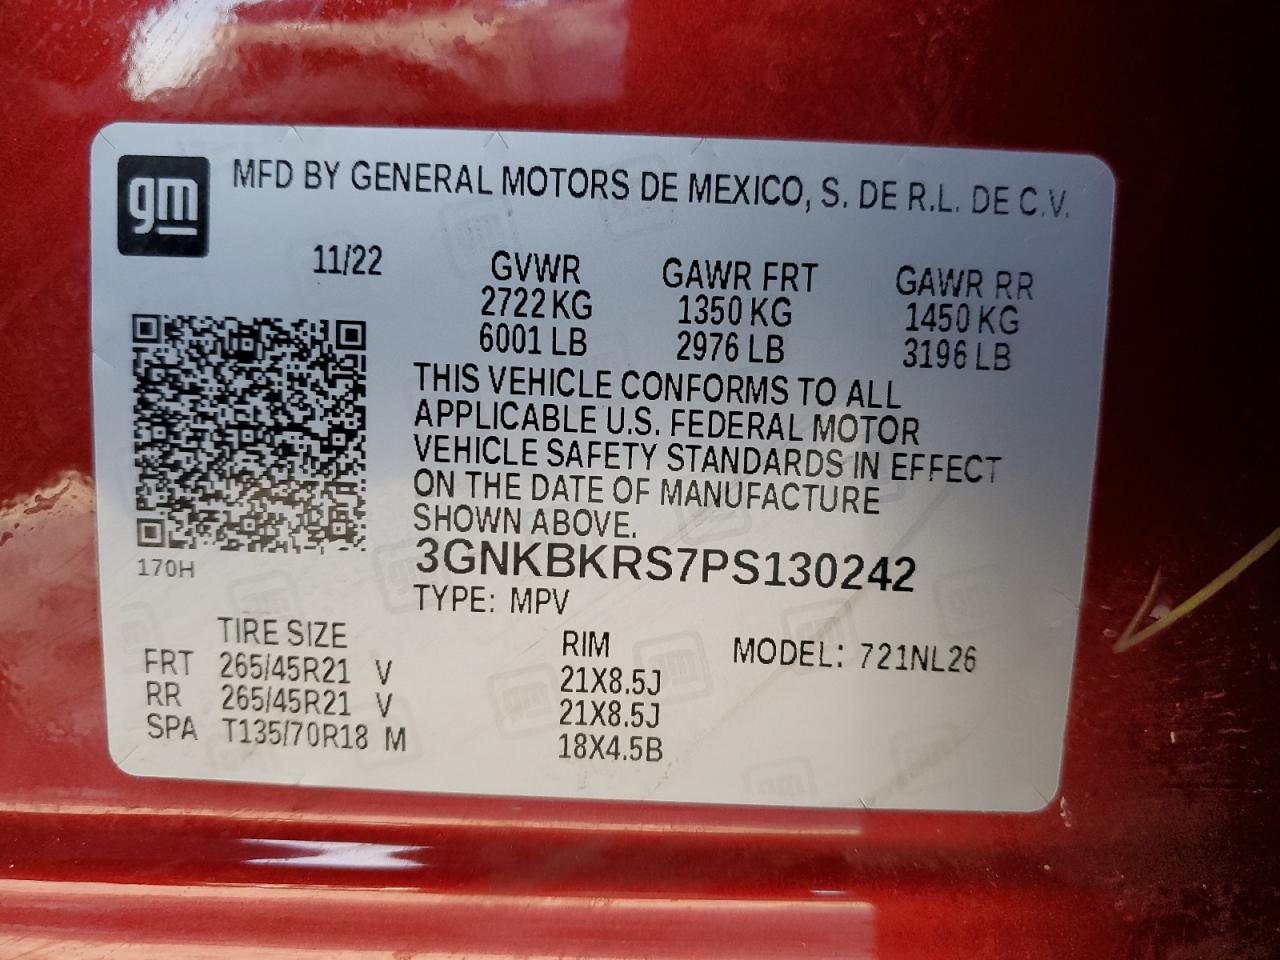 gm
MFD BY GENERAL MOTORS DE MEXICO, S. DE R.L. DE C.V.
11/22 GVWR GAWR FRT GAWR RR
2722 KG 1350 KG 1450 KG
6001 LB 2976 LB 3196 LB
THIS VEHICLE CONFORMS TO ALL
APPLICABLE U.S. FEDERAL MOTOR
VEHICLE SAFETY STANDARDS IN EFFECT
ON THE DATE OF MANUFACTURE
SHOWN ABOVE.
170H
3GNKBKRS7PS130242
TYPE: MPV
TIRE SIZE RIM MODEL: 721NL26
FRT 265/45R21 V 21X8.5J
RR 265/45R21 V 21X8.5J
SPA T135/70R18 M 18X4.5B